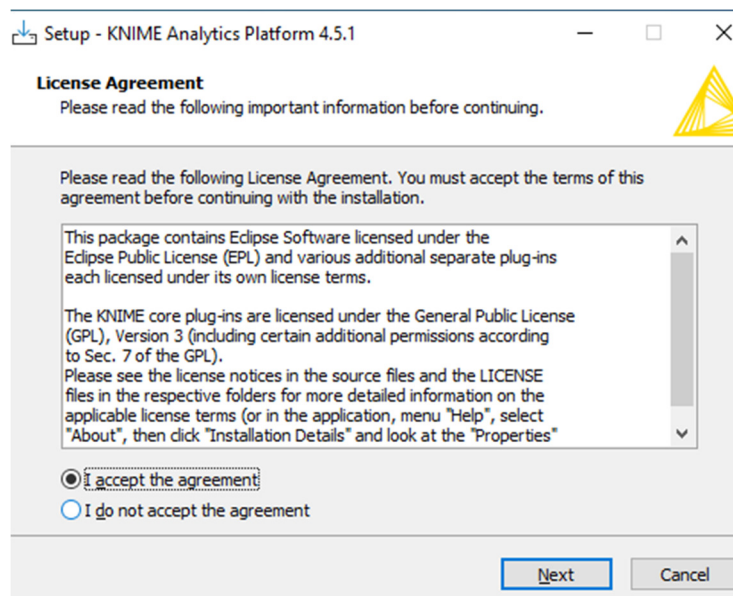 Setup - KNIME Analytics Platform 4.5.1
License Agreement
Please read the following important information before continuing.
Please read the following License Agreement. You must accept the terms of this
agreement before continuing with the installation.
This package contains Eclipse Software licensed under the
Eclipse Public License (EPL) and various additional separate plug-ins
each licensed under its own license terms.
The KNIME core plug-ins are licensed under the General Public License
(GPL), Version 3 (including certain additional permissions according
to Sec. 7 of the GPL).
Please see the license notices in the source files and the LICENSE
files in the respective folders for more detailed information on the
applicable license terms (or in the application, menu "Help", select
"About", then click "Installation Details" and look at the "Properties"
I accept the agreement
I do not accept the agreement
Next
Cancel